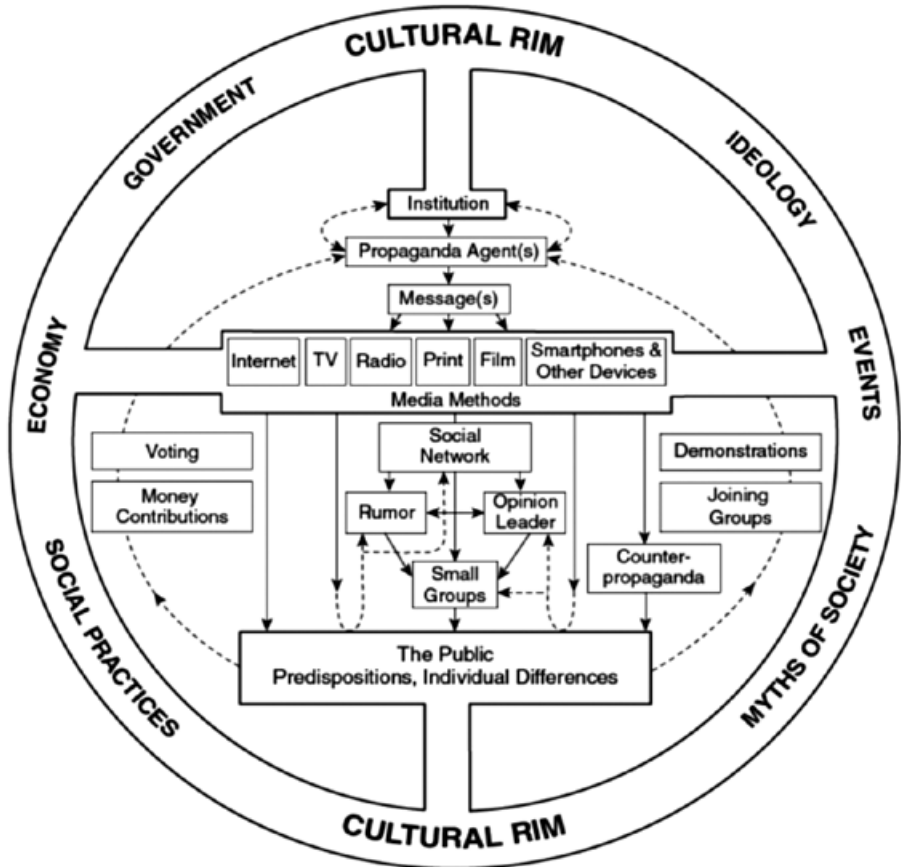 CULTURAL RIM
GOVERNMENT
IDEOLOGY
Institution
Propaganda Agent(s)
Message(s)
ECONOMY
EVENTS
Internet
TV
Radio
Print
Film
Smartphones &
Other Devices
Media Methods
Voting
Money
Contributions
Social
Network
Demonstrations
Joining
Groups
Rumor
Opinion
Leader
Small
Groups
Counter-
propaganda
SOCIAL PRACTICES
MYTHS OF SOCIETY
The Public
Predispositions, Individual Differences
CULTURAL RIM